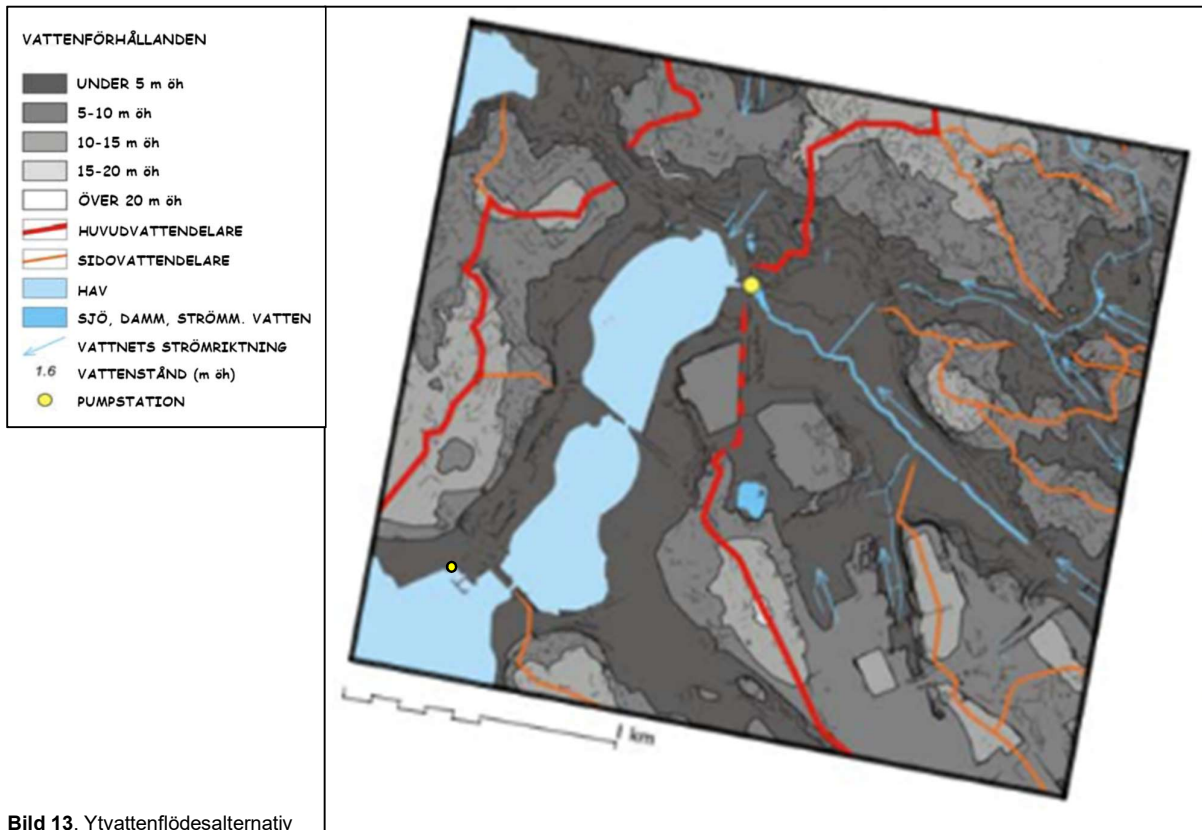 VATTENFÖRHÅLLANDEN
UNDER 5 m öh
5-10 m öh
10-15 m öh
15-20 m öh
ÖVER 20 m öh
HUVUDVATTENDELARE
SIDOVATTENDELARE
HAV
SJÖ, DAMM, STRÖMM. VATTEN
VATTNETS STRÖMRIKTNING
1.6 VATTENSTÅND (m öh)
PUMPSTATION
1 km
Bild 13. Ytvattenflödesalternativ